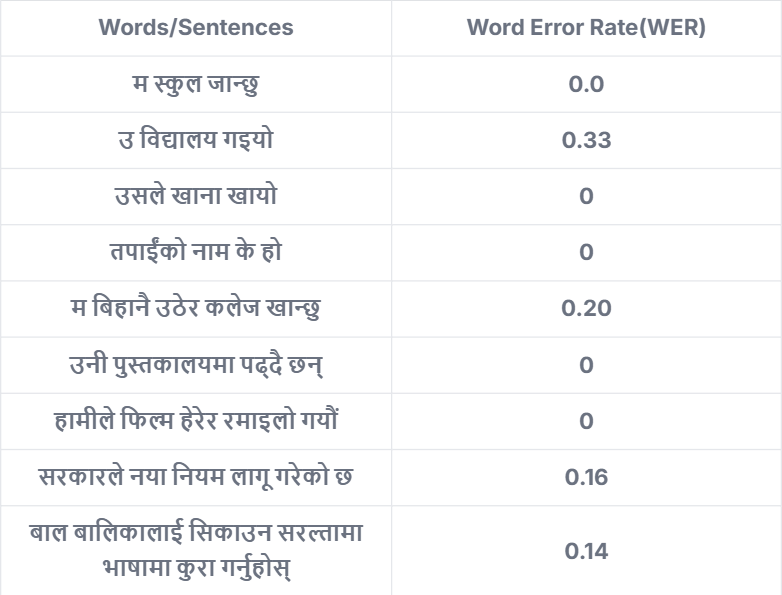 Words/Sentences Word Error Rate(WER)
म स्कुल जान्छु 0.0
उ विद्यालय गइयो 0.33
उसले खाना खायो 0
तपाईंको नाम के हो 0
म बिहानै उठेर कलेज खान्छु 0.20
उनी पुस्तकालयमा पढ्दै छन् 0
हामीले फिल्म हेरेर रमाइलो गर्यौं 0
सरकारले नया नियम लागू गरेको छ 0.16
बाल बालिकालाई सिकाउन सरल्तामा
भाषामा कुरा गर्नुहोस् 0.14